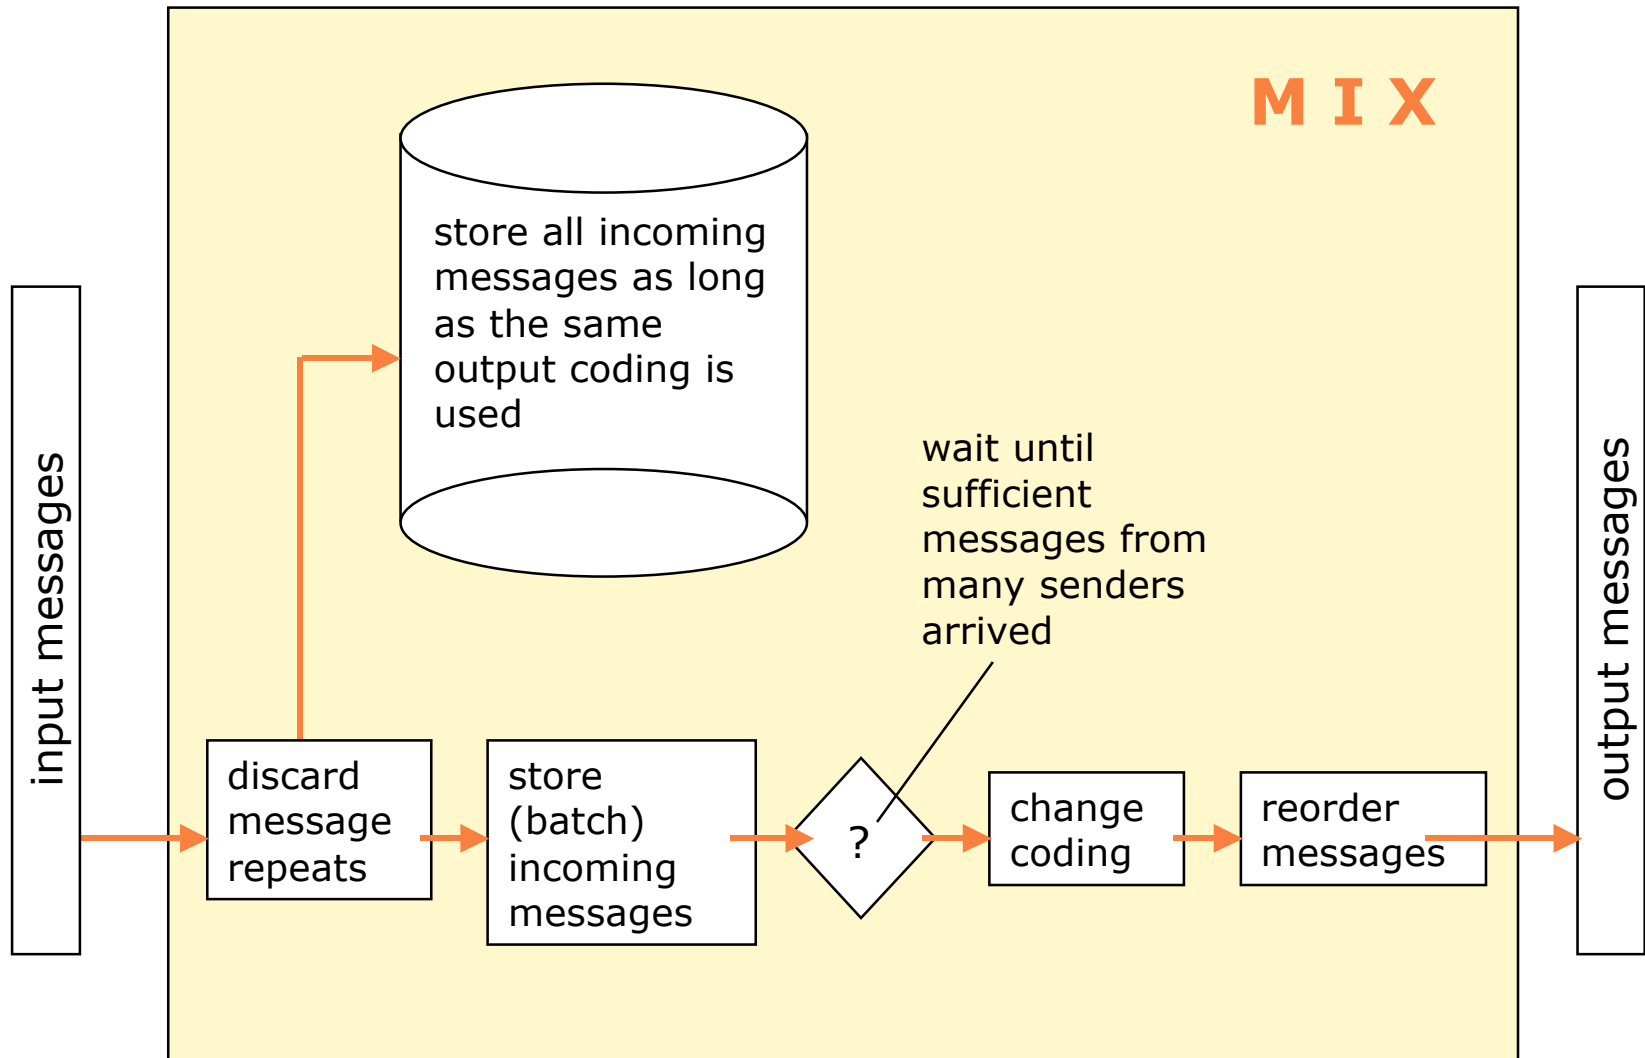 M I X
store all incoming
messages as long
as the same
output coding is
used
wait until
sufficient
messages from
many senders
arrived
input messages
discard
message
repeats
store
(batch)
incoming
messages
?
change
coding
reorder
messages
output messages